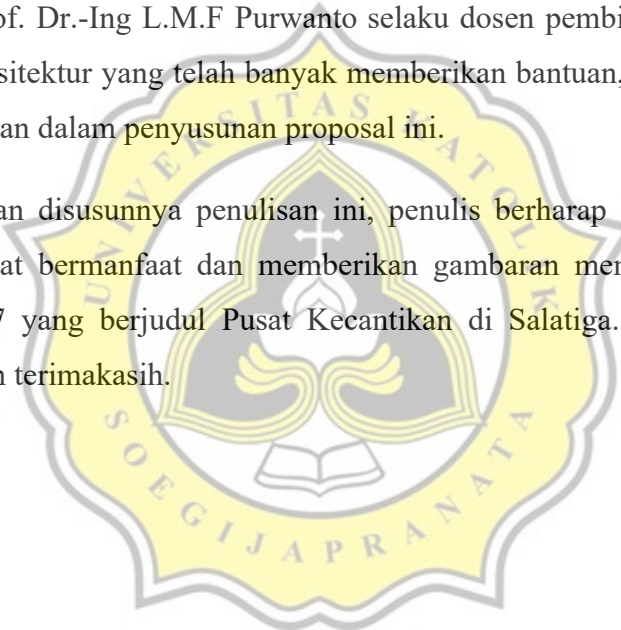 of. Dr.-Ing L.M.F Purwanto selaku dosen pembi
sitektur yang telah banyak memberikan bantuan,
an dalam penyusunan proposal ini.
an disusunnya penulisan ini, penulis berharap
at bermanfaat dan memberikan gambaran men
7 yang berjudul Pusat Kecantikan di Salatiga.
n terimakasih.
UNIVERSITAS KATOLIK
SOEGIJAPRANATA